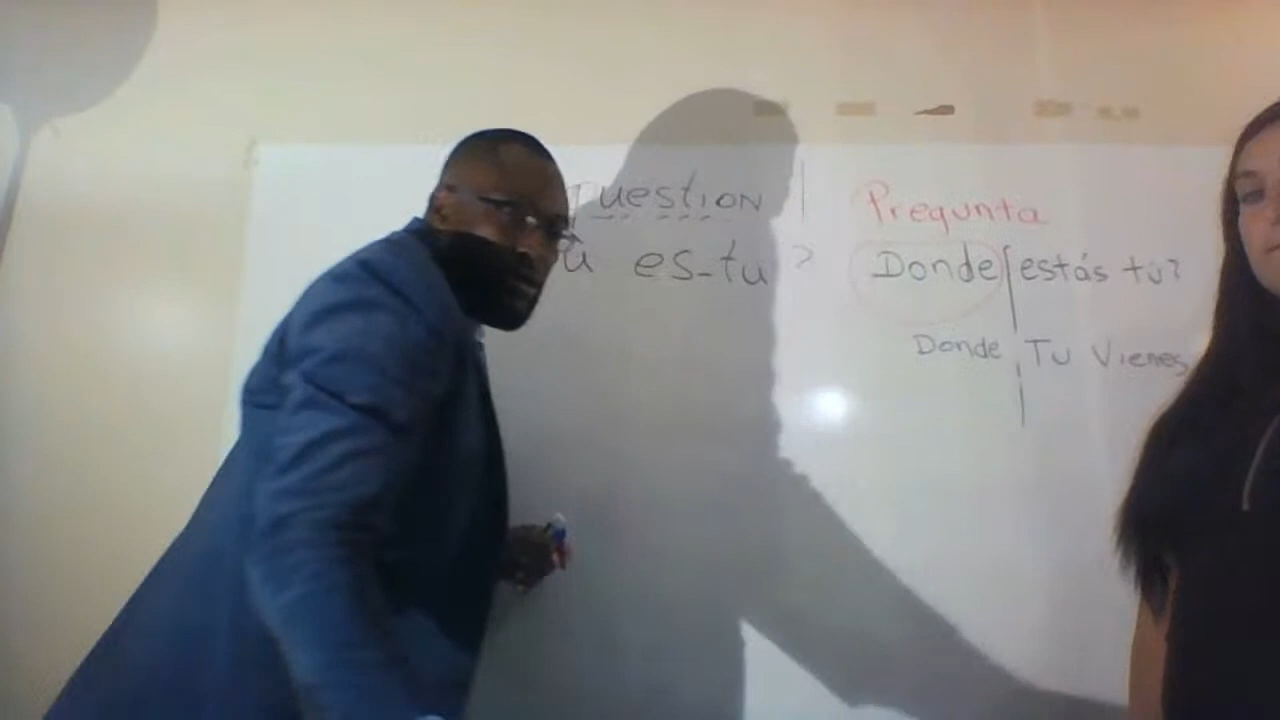 question | Pregunta
ù es-tu ? Donde estás tú?
Donde Tu Vienes